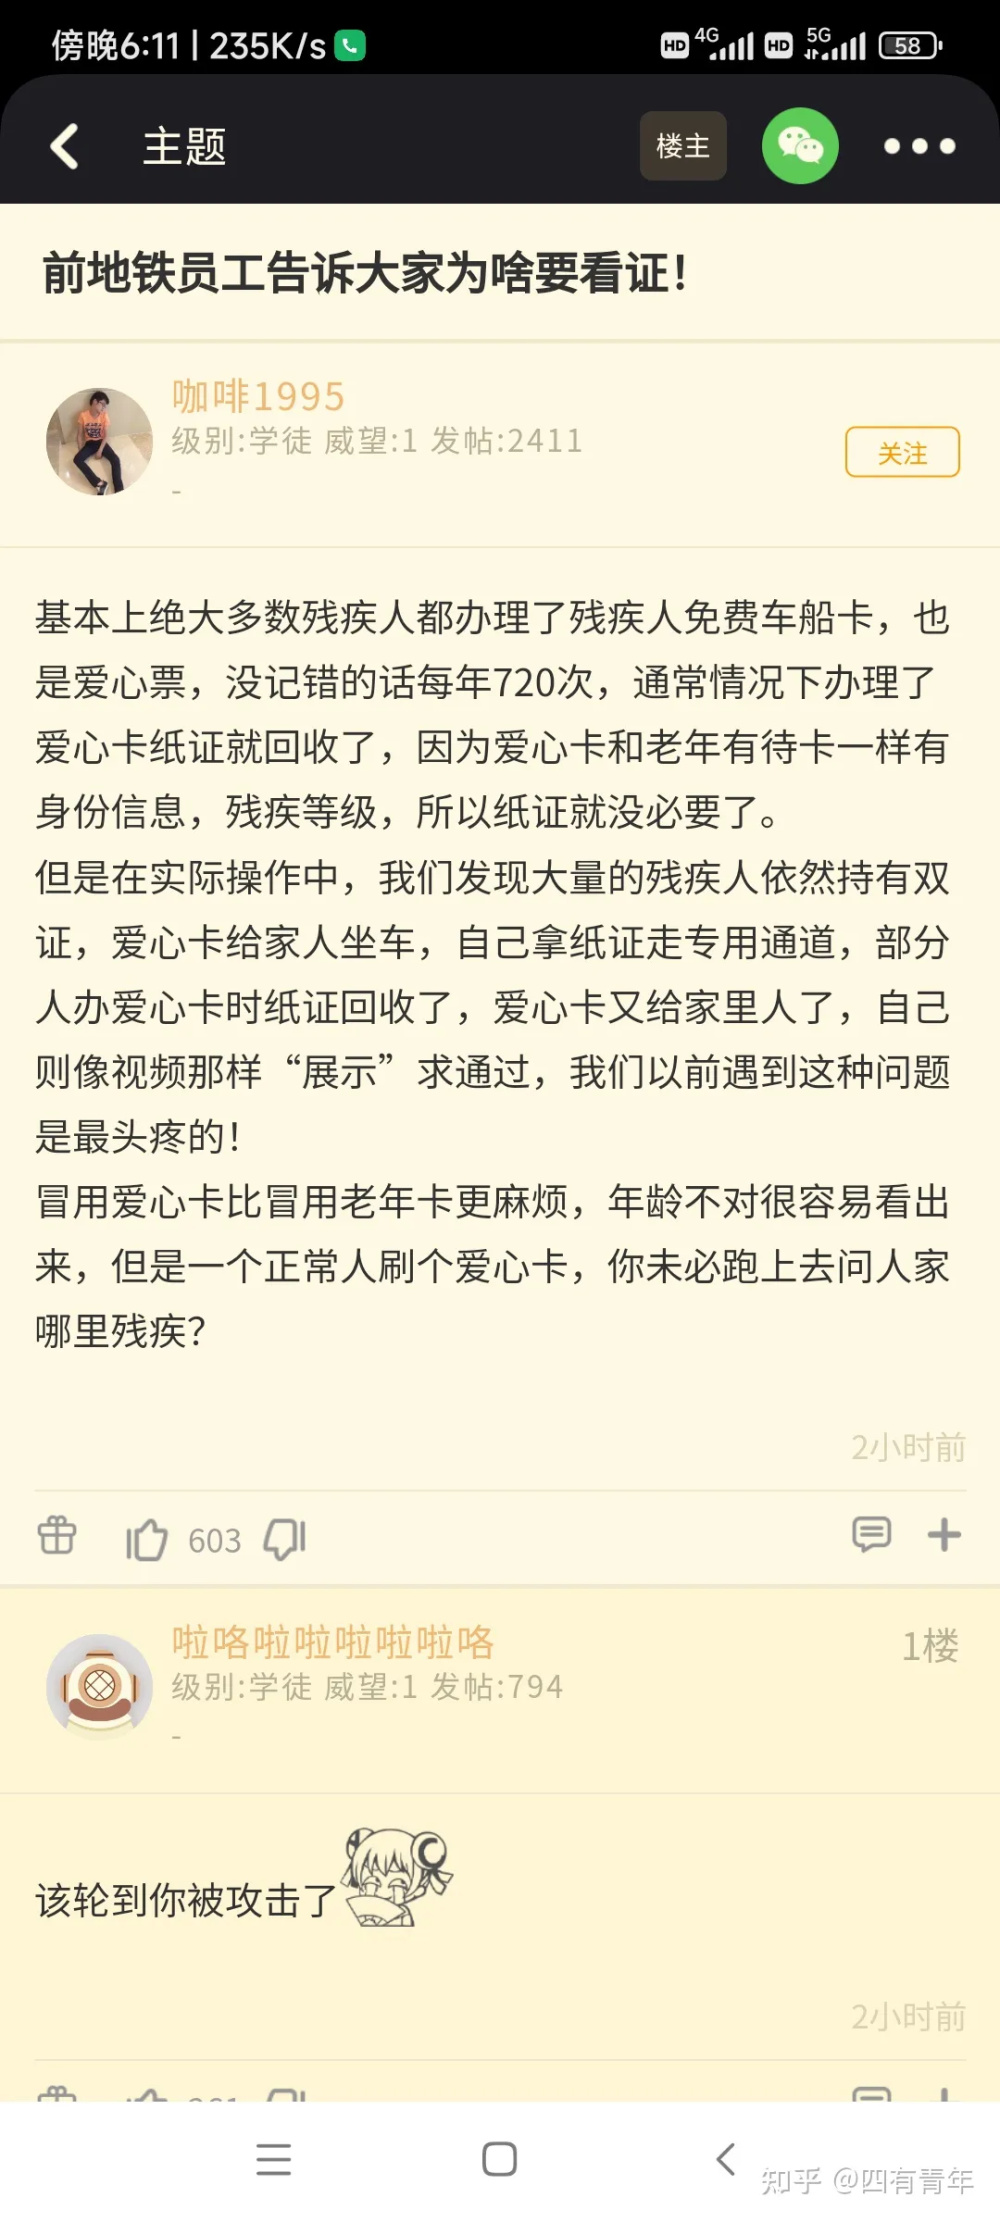 傍晚6:11 | 235K/s
HD 4G HD 5G 58
主题
楼主
前地铁员工告诉大家为啥要看证!
咖啡1995
级别:学徒 威望:1 发帖:2411
关注
-
基本上绝大多数残疾人都办理了残疾人免费车船卡，也
是爱心票，没记错的话每年720次，通常情况下办理了
爱心卡纸证就回收了，因为爱心卡和老年有待卡一样有
身份信息，残疾等级，所以纸证就没必要了。
但是在实际操作中，我们发现大量的残疾人依然持有双
证，爱心卡给家人坐车，自己拿纸证走专用通道，部分
人办爱心卡时纸证回收了，爱心卡又给家里人了，自己
则像视频那样“展示”求通过，我们以前遇到这种问题
是最头疼的!
冒用爱心卡比冒用老年卡更麻烦，年龄不对很容易看出
来，但是一个正常人刷个爱心卡，你未必跑上去问人家
哪里残疾?
2小时前
603
啦咯啦啦啦啦啦咯
1楼
级别:学徒 威望:1 发帖:794
-
该轮到你被攻击了
2小时前
知乎 @四有青年